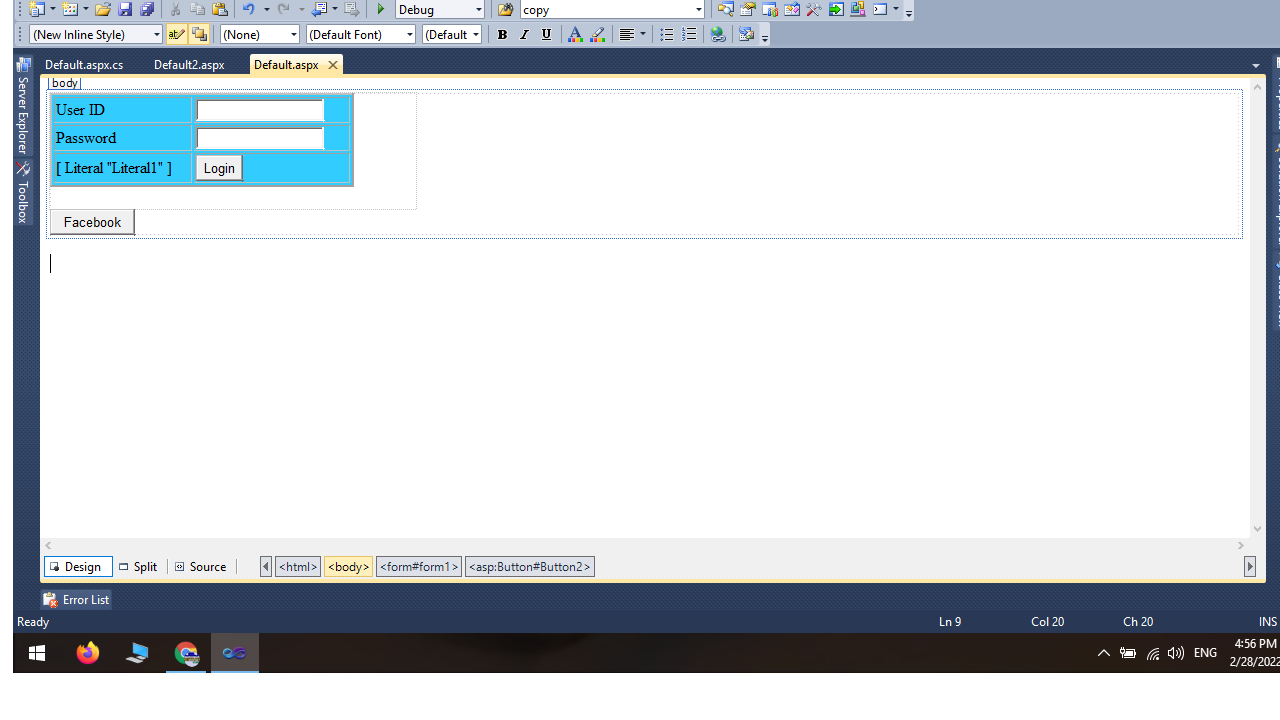 Debug copy
(New Inline Style) ab (None) (Default Font) (Default B I U A
Default.aspx.cs Default2.aspx Default.aspx
Server Explorer
Toolbox
body
User ID
Password
[ Literal "Literal1" ] Login
Facebook
Design Split Source <html> <body> <form#form1> <asp:Button#Button2>
Error List
Ready Ln 9 Col 20 Ch 20 INS
ENG 4:56 PM
2/28/2022